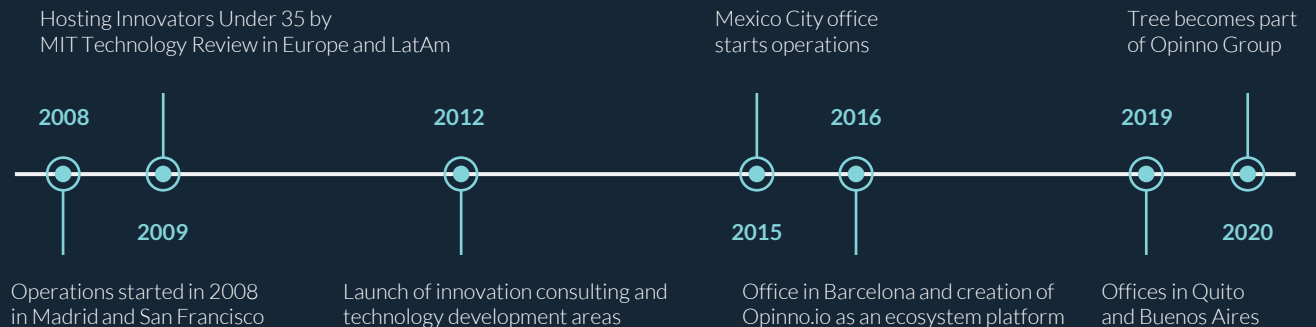 Hosting Innovators Under 35 by
MIT Technology Review in Europe and LatAm
Mexico City office
starts operations
Tree becomes part
of Opinno Group
2008
2012
2016
2019
2009
2015
2020
Operations started in 2008
in Madrid and San Francisco
Launch of innovation consulting and
technology development areas
Office in Barcelona and creation of
Opinno.io as an ecosystem platform
Offices in Quito
and Buenos Aires